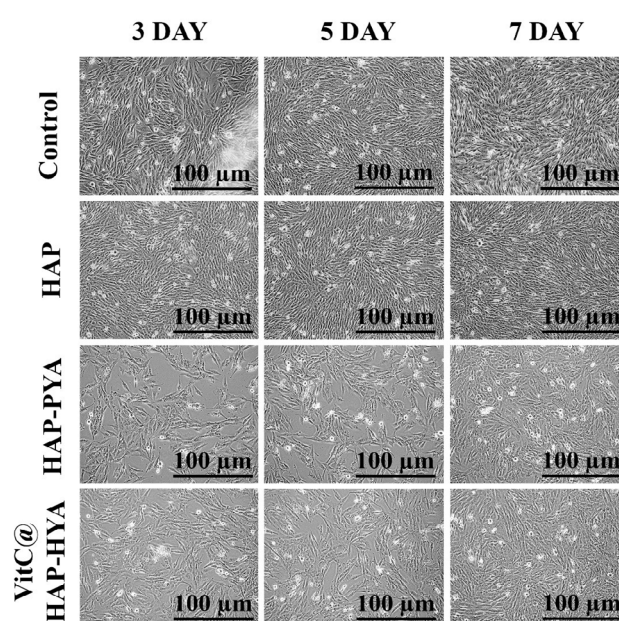 3 DAY 5 DAY 7 DAY
Control
100 µm 100 µm 100 µm
HAP
100 µm 100 µm 100 µm
HAP-PYA
100 µm 100 µm 100 µm
VitC@
HAP-HYA
100 µm 100 µm 100 µm